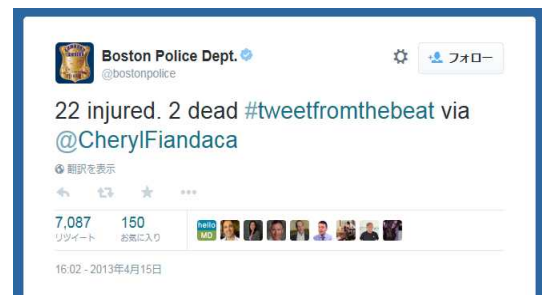 Boston Police Dept.
@bostonpolice
フォロー
22 injured. 2 dead #tweetfromthebeat via
@CherylFiandaca
翻訳を表示
7,087 150
リツイート お気に入り
hello
MD
16:02 - 2013年4月15日